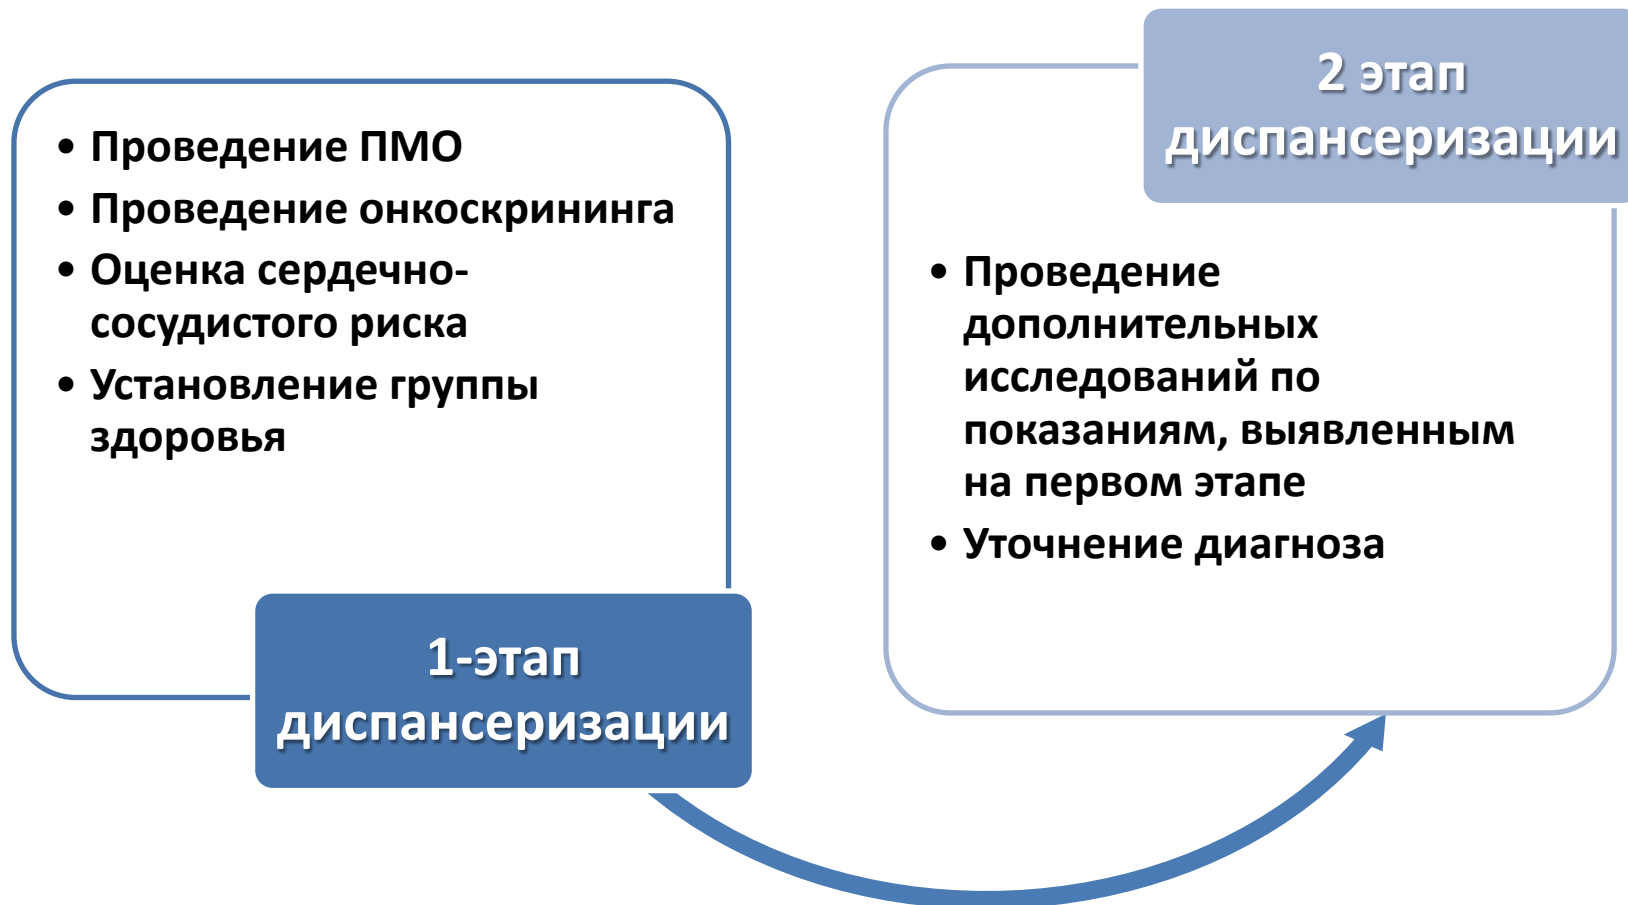 • Проведение ПМО
• Проведение онкоскрининга
• Оценка сердечно-
сосудистого риска
• Установление группы
здоровья
1-этап
диспансеризации
2 этап
диспансеризации
• Проведение
дополнительных
исследований по
показаниям, выявленным
на первом этапе
• Уточнение диагноза